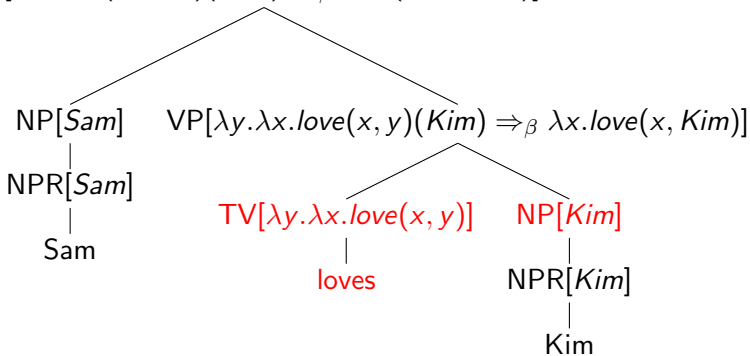 NP[Sam] VP[λy.λx.love(x, y)(Kim) ⇒β λx.love(x, Kim)]
NPR[Sam]
TV[λy.λx.love(x, y)] NP[Kim]
Sam
loves NPR[Kim]
Kim